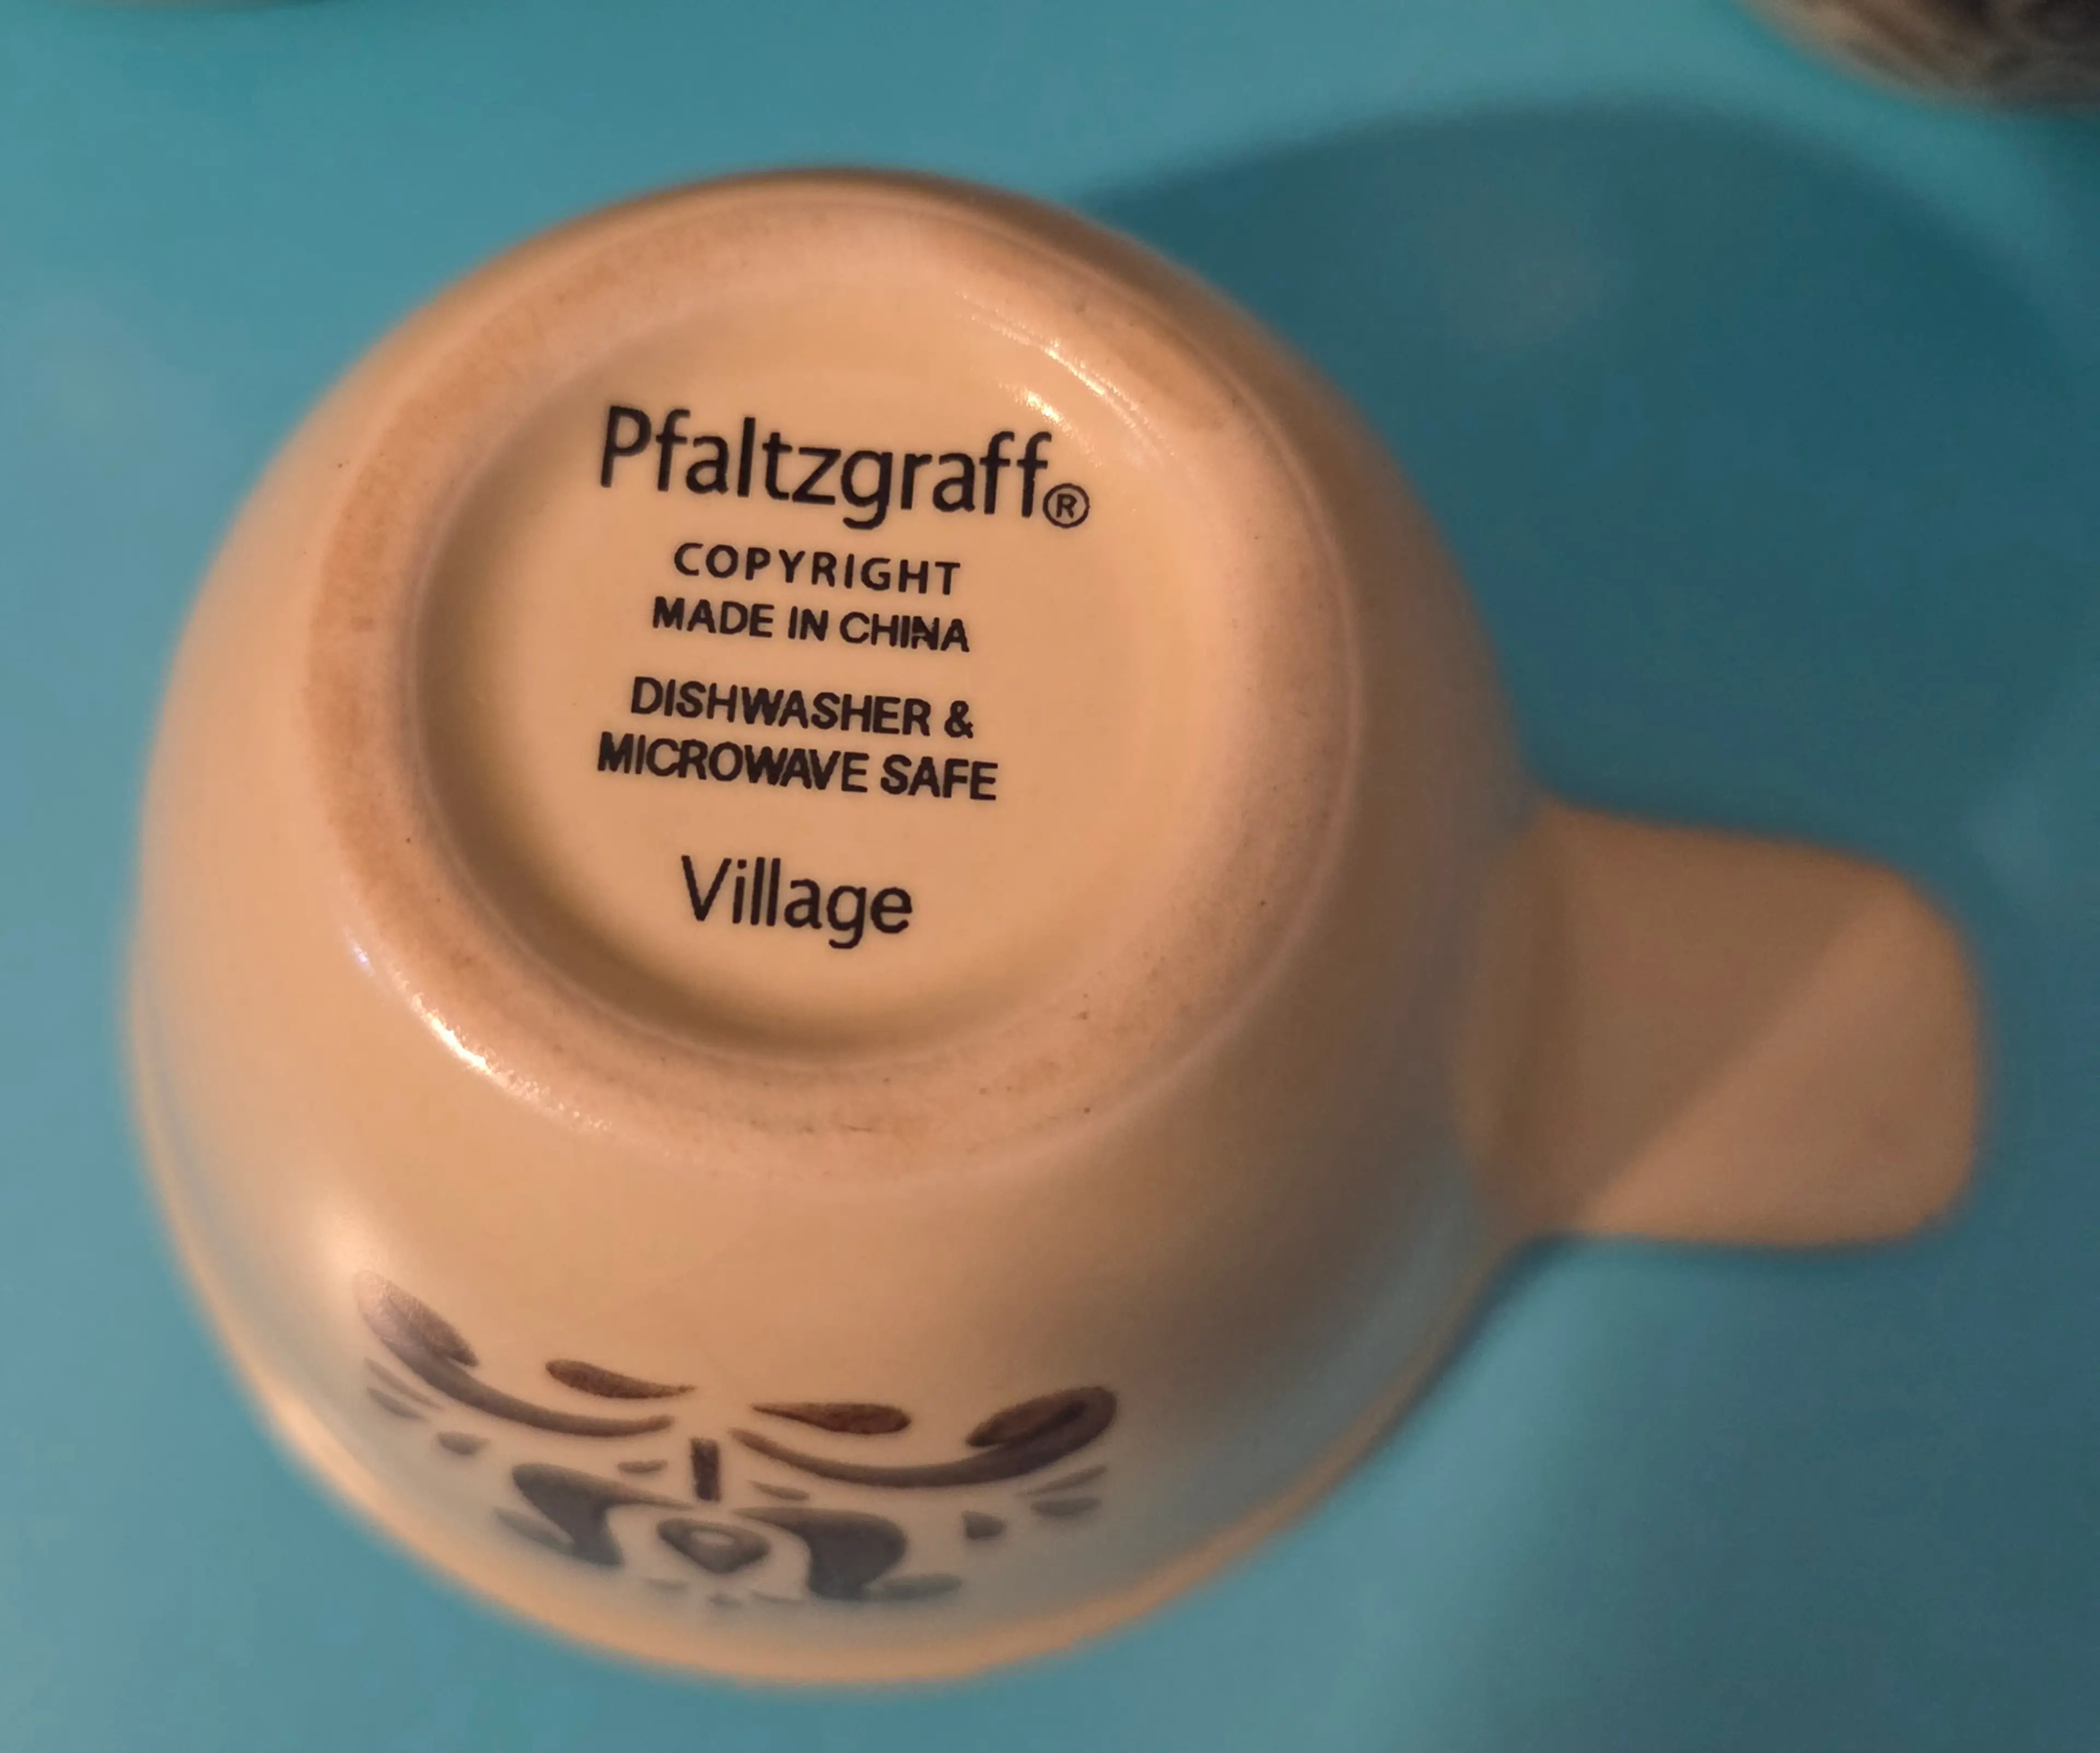 Pfaltzgraff®
COPYRIGHT
MADE IN CHINA
DISHWASHER &
MICROWAVE SAFE
Village